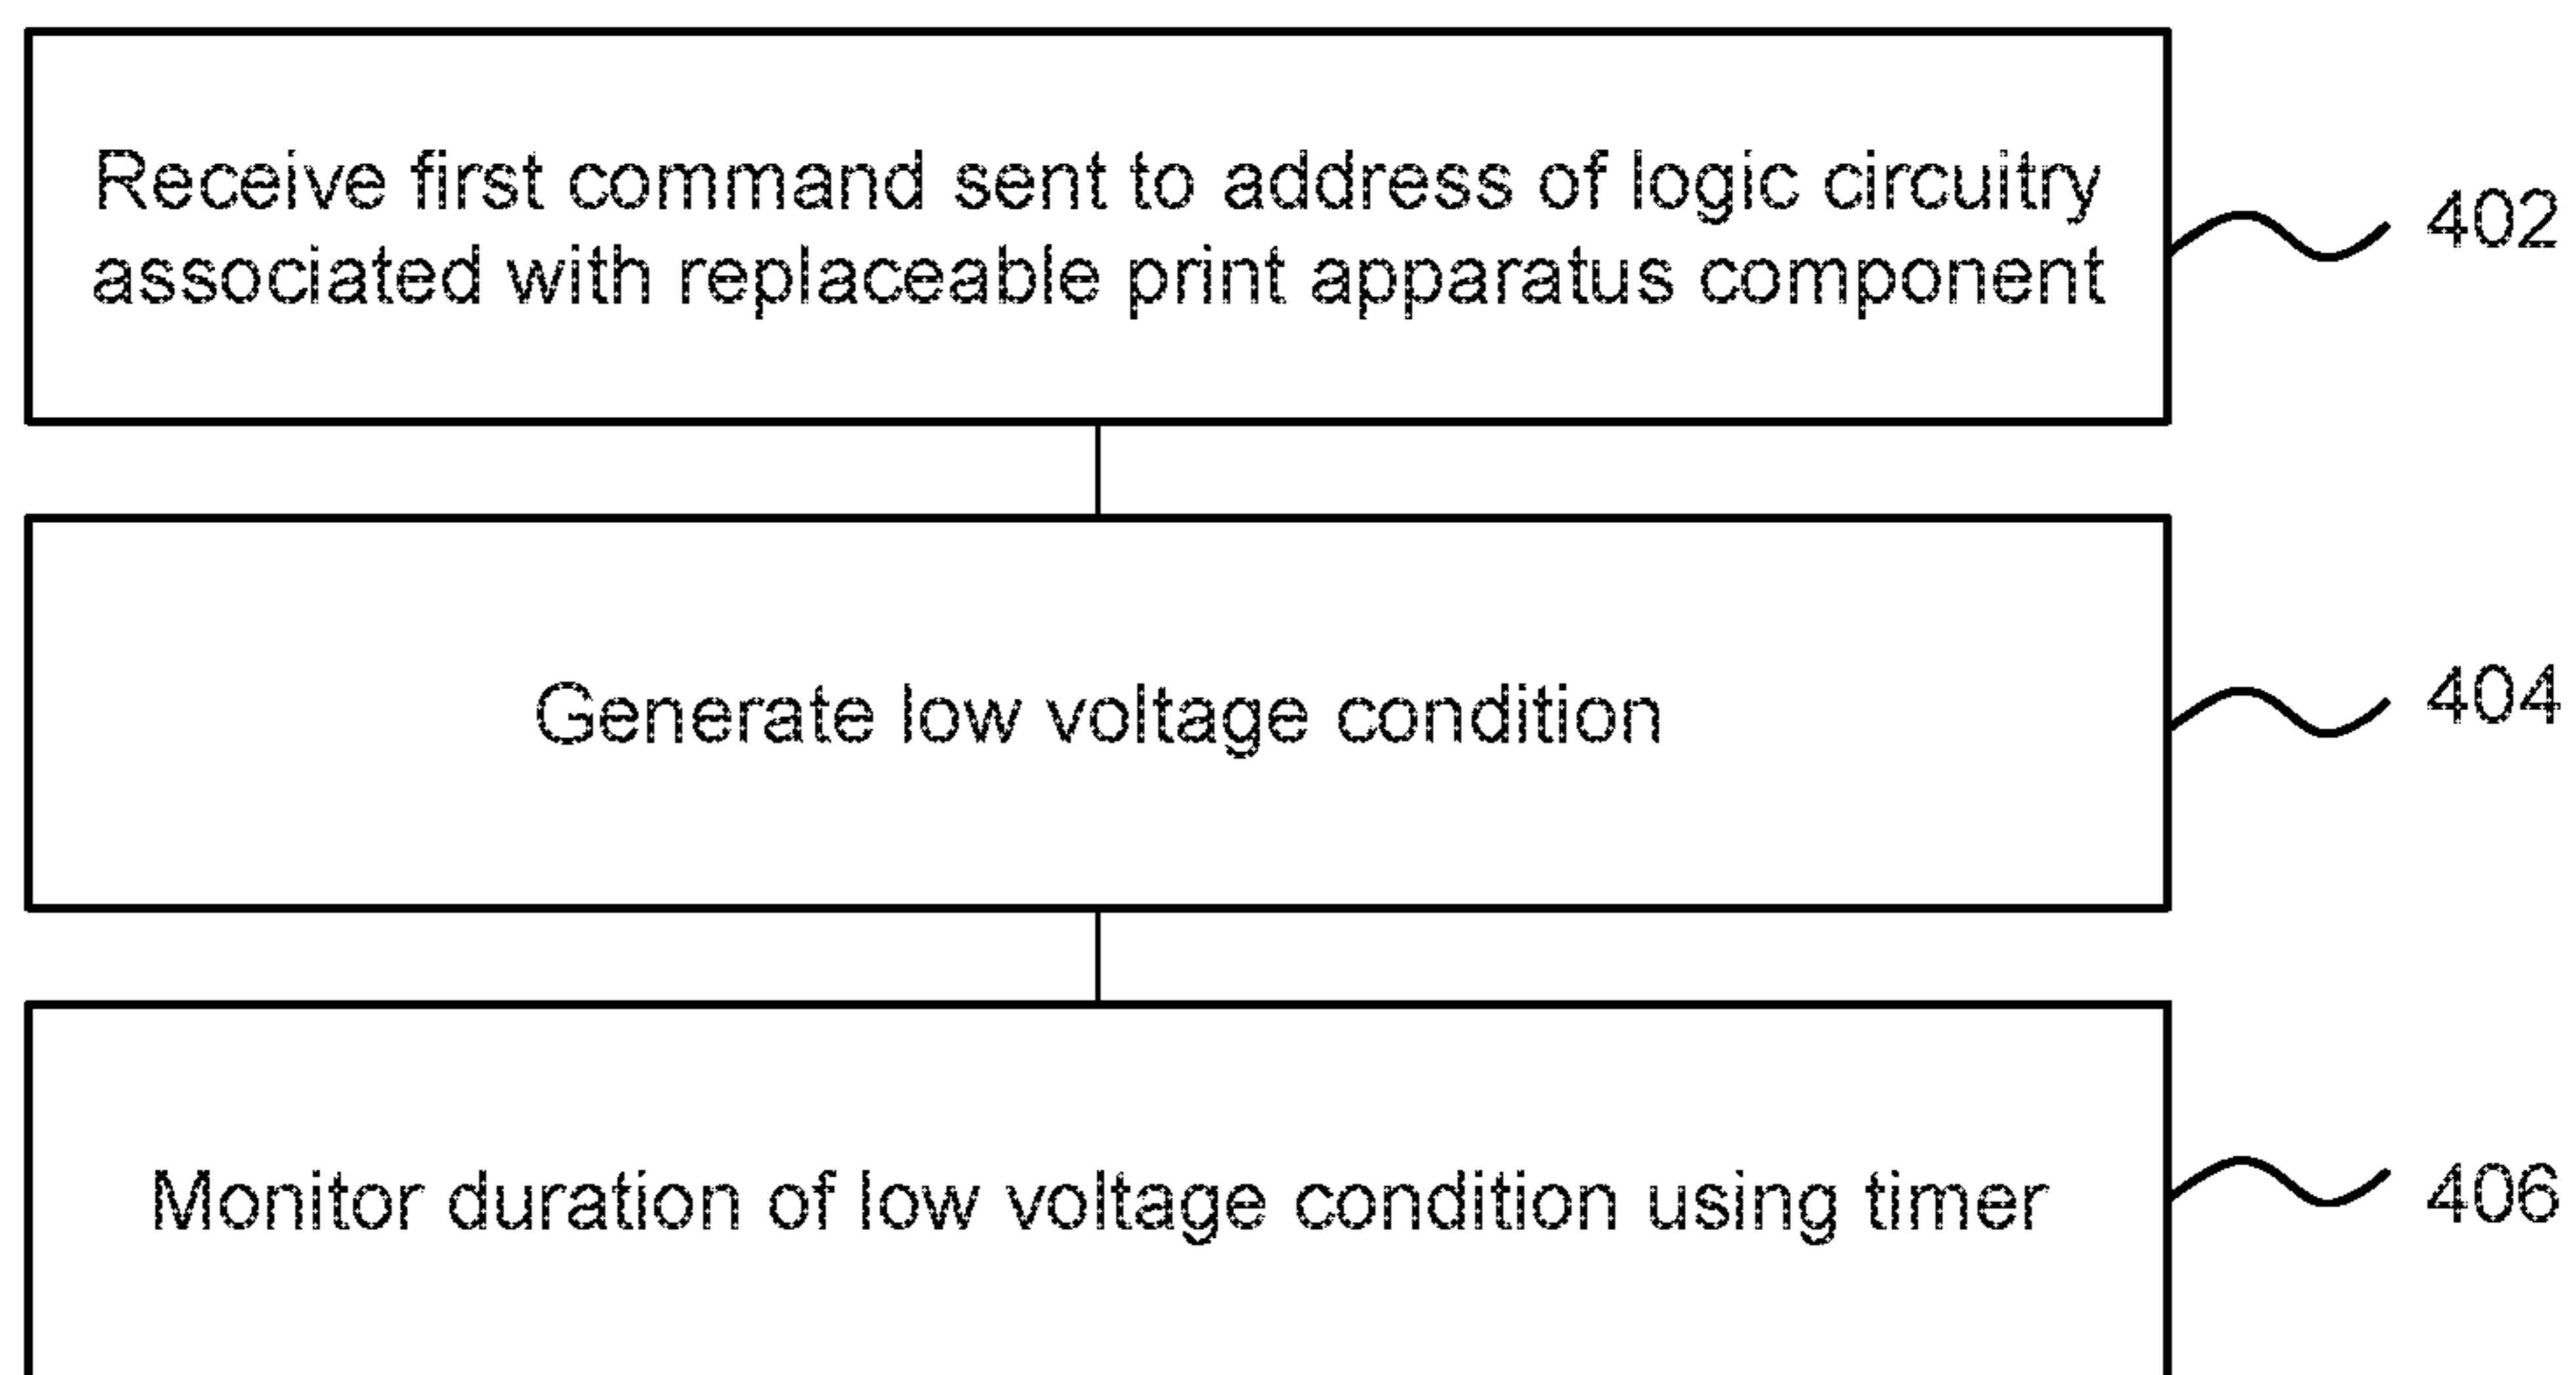 Receive first command sent to address of logic circuitry
associated with replaceable print apparatus component
402
Generate low voltage condition
404
Monitor duration of low voltage condition using timer
406